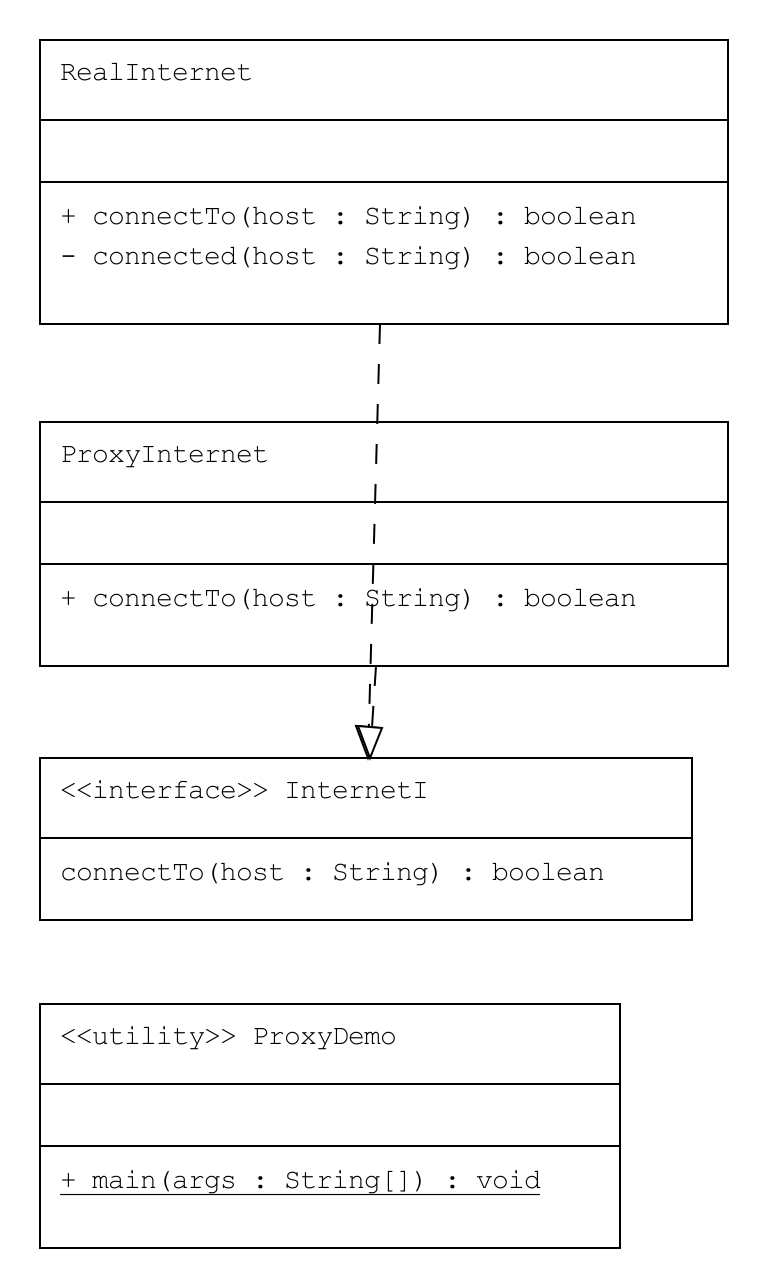 RealInternet
+ connectTo(host : String) : boolean
- connected(host : String) : boolean
ProxyInternet
+ connectTo(host : String) : boolean
<<interface>> InternetI
connectTo(host : String) : boolean
<<utility>> ProxyDemo
+ main(args : String[]) : void